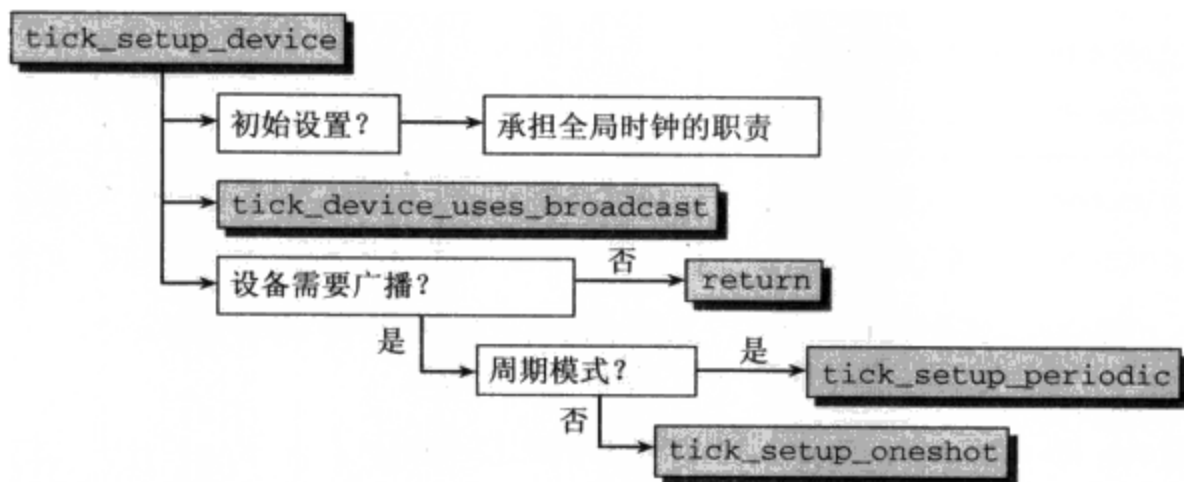 tick_setup_device
初始设置？
承担全局时钟的职责
tick_device_uses_broadcast
设备需要广播？
否
return
是
周期模式？
是
tick_setup_periodic
否
tick_setup_oneshot